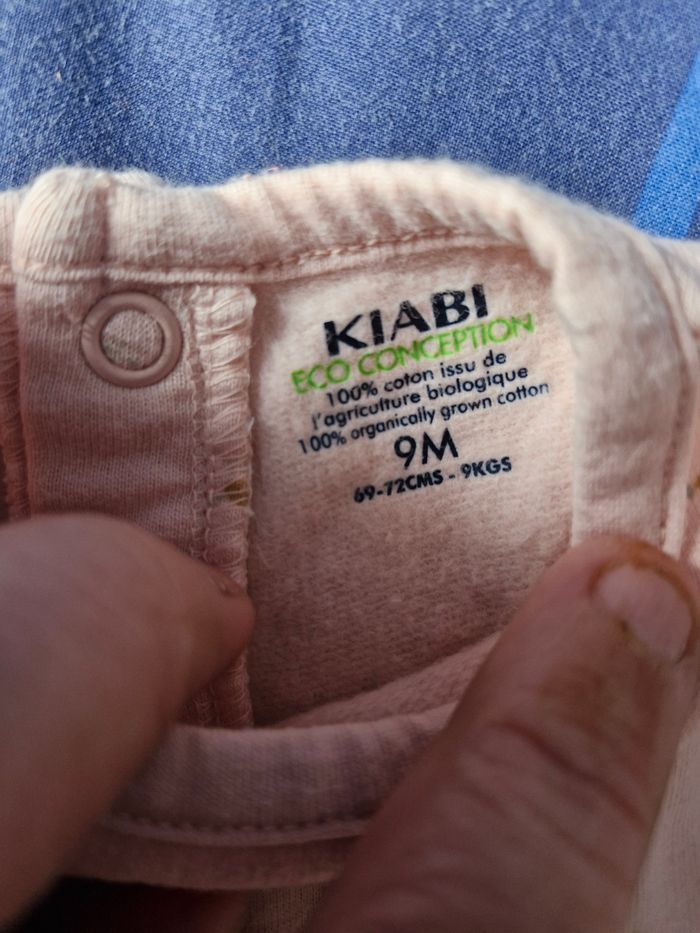 KIABI
ECO CONCEPTION
100% coton issu de
l'agriculture biologique
100% organically grown cotton
9M
69-72CMS - 9KGS